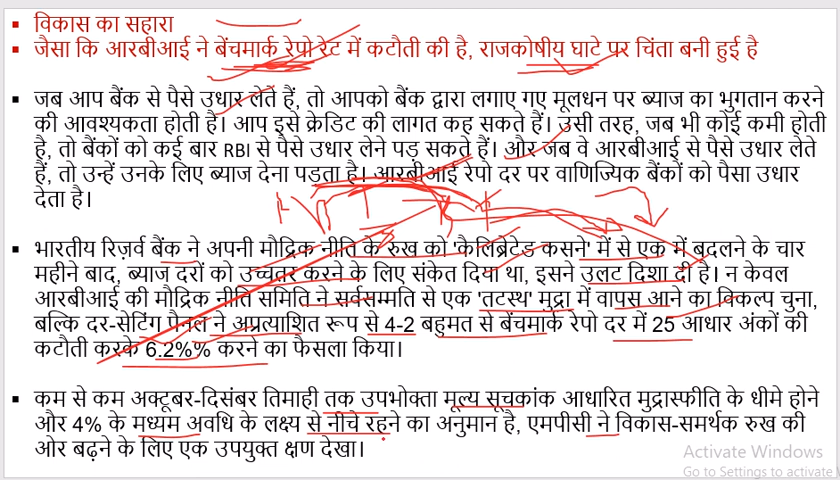 विकास का सहारा
जैसा कि आरबीआई ने बेंचमार्क रेपो रेट में कटौती की है, राजकोषीय घाटे पर चिंता बनी हुई है
जब आप बैंक से पैसे उधार लेते हैं, तो आपको बैंक द्वारा लगाए गए मूलधन पर ब्याज का भुगतान करने
की आवश्यकता होती है। आप इसे क्रेडिट की लागत कह सकते हैं। उसी तरह, जब भी कोई कमी होती
है, तो बैंकों को कई बार RBI से पैसे उधार लेने पड़ सकते हैं। और जब वे आरबीआई से पैसे उधार लेते
हैं, तो उन्हें उनके लिए ब्याज देना पड़ता है। आरबीआई रेपो दर पर वाणिज्यिक बैंकों को पैसा उधार
देता है।
भारतीय रिज़र्व बैंक ने अपनी मौद्रिक नीति के रुख को 'कैलिब्रेटेड कसने' में से एक में बदलने के चार
महीने बाद, ब्याज दरों को उच्चतर करने के लिए संकेत दिया था, इसने उलट दिशा दी है। न केवल
आरबीआई की मौद्रिक नीति समिति ने सर्वसम्मति से एक 'तटस्थ' मुद्रा में वापस आने का विकल्प चुना,
बल्कि दर-सेटिंग पैनल ने अप्रत्याशित रूप से 4-2 बहुमत से बेंचमार्क रेपो दर में 25 आधार अंकों की
कटौती करके 6.2%% करने का फैसला किया।
कम से कम अक्टूबर-दिसंबर तिमाही तक उपभोक्ता मूल्य सूचकांक आधारित मुद्रास्फीति के धीमे होने
और 4% के मध्यम अवधि के लक्ष्य से नीचे रहने का अनुमान है, एमपीसी ने विकास-समर्थक रुख की
ओर बढ़ने के लिए एक उपयुक्त क्षण देखा।
Activate Windows
Go to Settings to activate